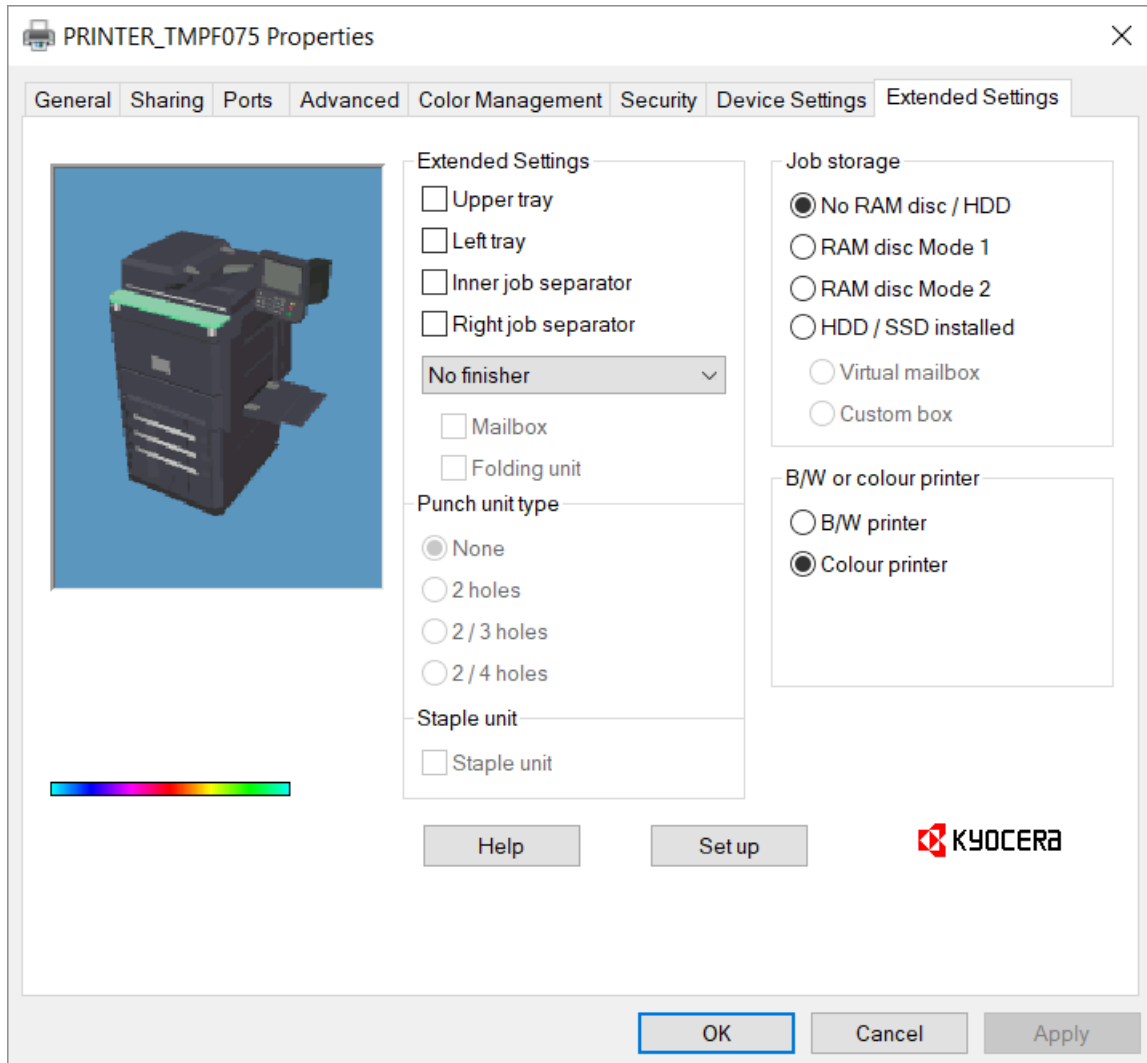 PRINTER_TMPF075 Properties
General Sharing Ports Advanced Color Management Security Device Settings Extended Settings
Extended Settings
Upper tray
Left tray
Inner job separator
Right job separator
No finisher
Mailbox
Folding unit
Punch unit type
None
2 holes
2 / 3 holes
2 / 4 holes
Staple unit
Staple unit
Job storage
No RAM disc / HDD
RAM disc Mode 1
RAM disc Mode 2
HDD / SSD installed
Virtual mailbox
Custom box
B/W or colour printer
B/W printer
Colour printer
Help Set up
KYOCERA
OK Cancel Apply